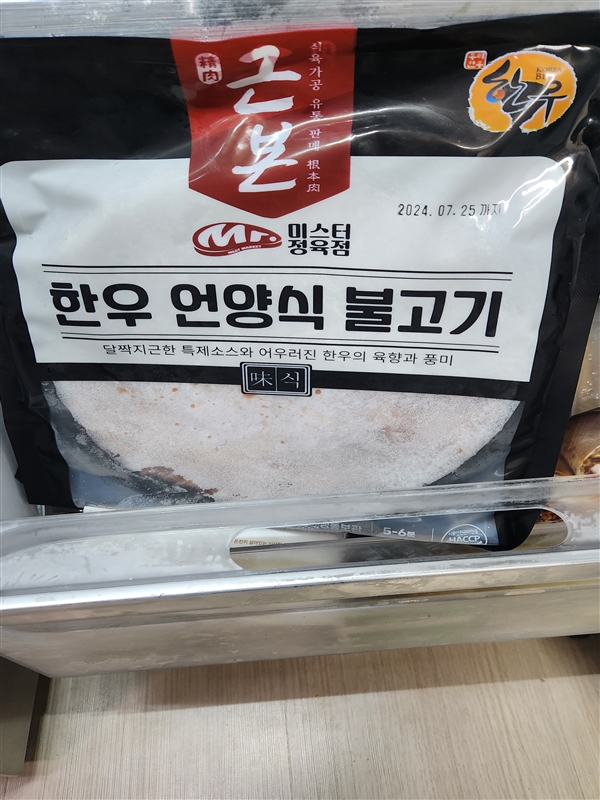 精肉
근본
식육가공 유통 판매 根本肉
한우
KOREA
2024.07.25 까지
Mr.
MEAT MARKET
미스터
정육점
한우 언양식 불고기
달짝지근한 특제소스와 어우러진 한우의 육향과 풍미
味식
5-6분
HACCP